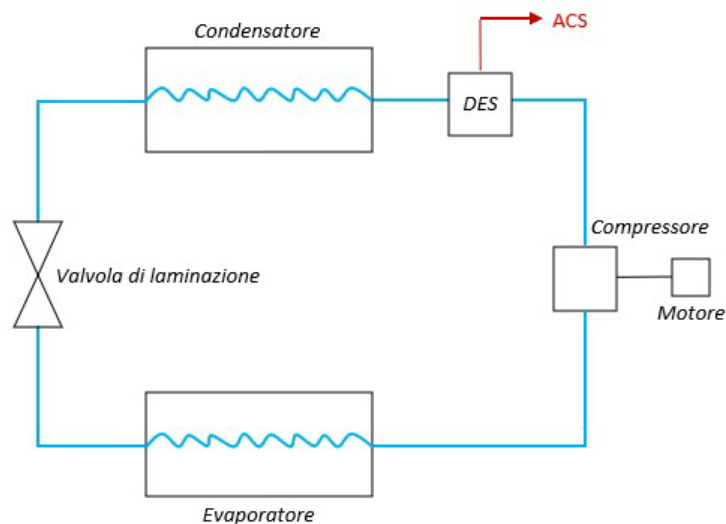 ACS
Condensatore
DES
Compressore
Valvola di laminazione
Motore
Evaporatore